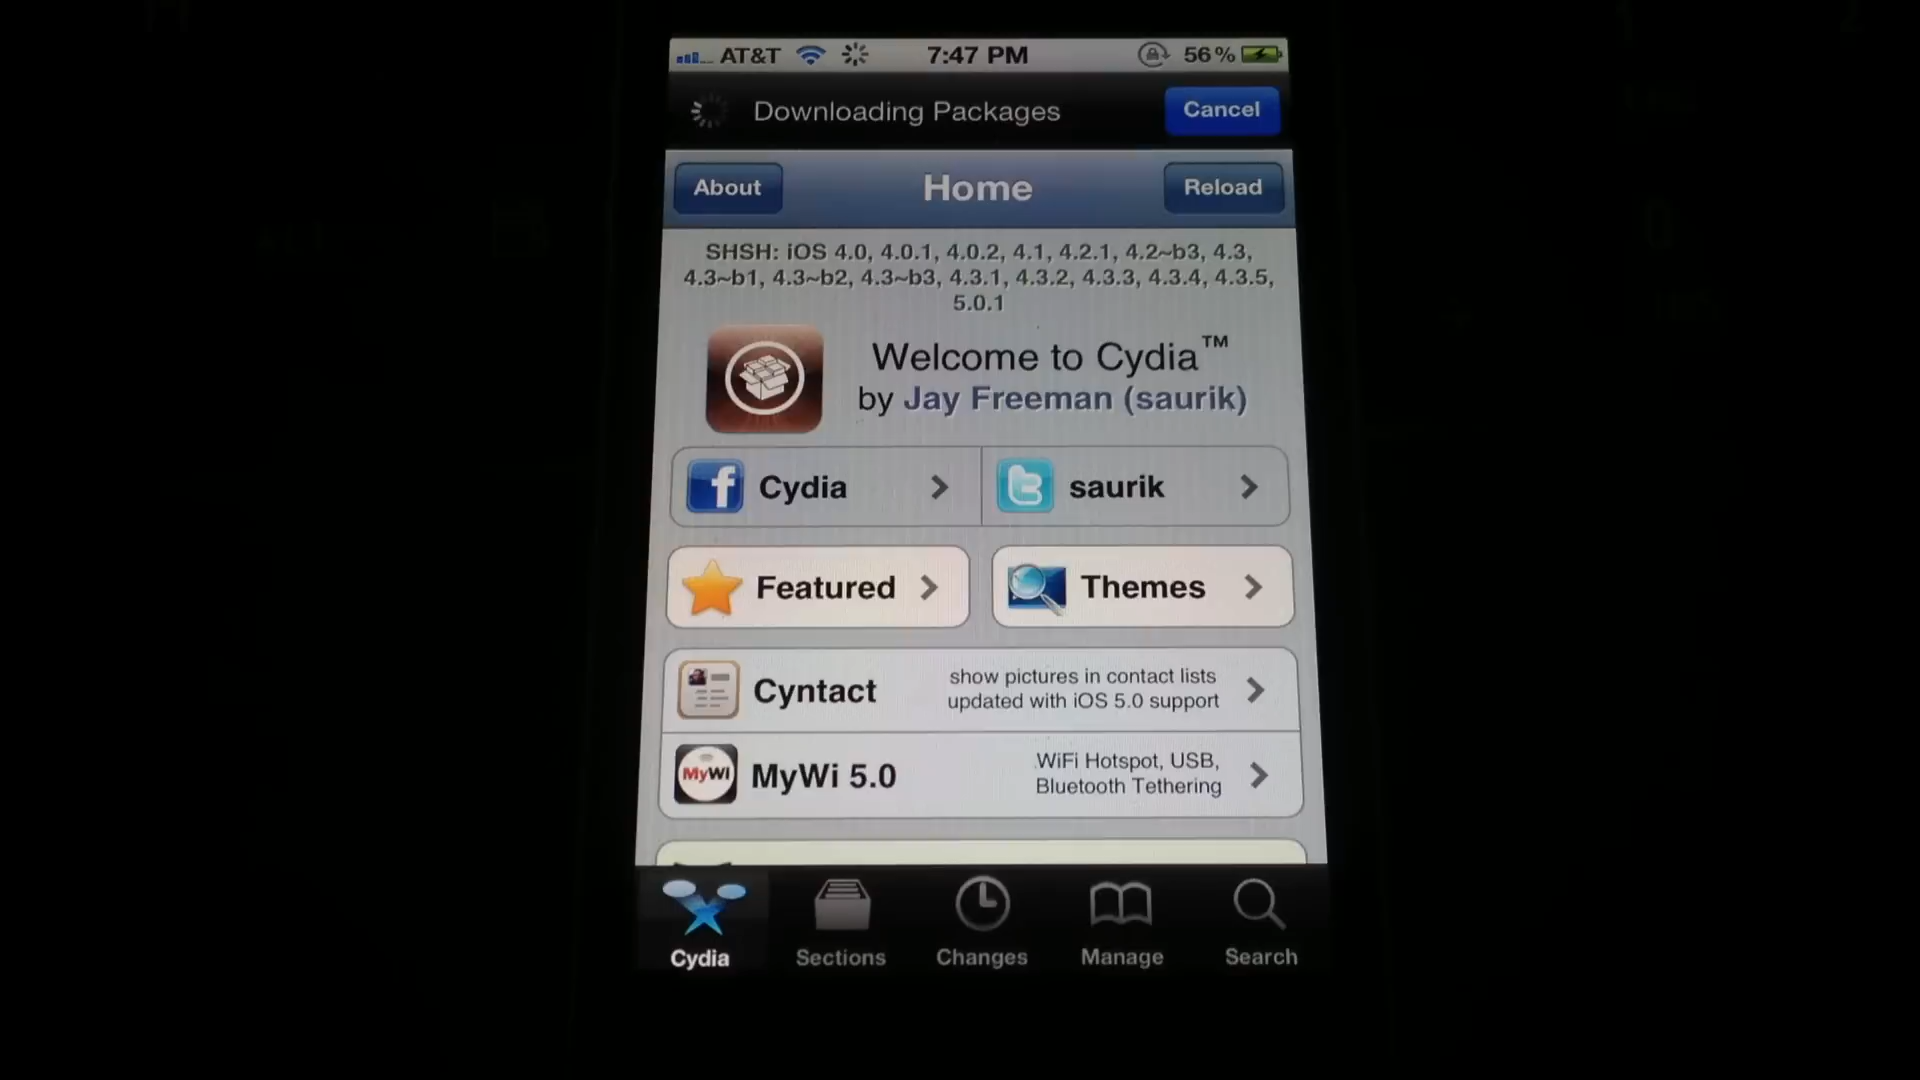 AT&T 7:47 PM 56%
Downloading Packages Cancel
About Home Reload
SHSH: iOS 4.0, 4.0.1, 4.0.2, 4.1, 4.2.1, 4.2~b3, 4.3,
4.3~b1, 4.3~b2, 4.3~b3, 4.3.1, 4.3.2, 4.3.3, 4.3.4, 4.3.5,
5.0.1
Welcome to Cydia™
by Jay Freeman (saurik)
f Cydia t saurik
Featured Themes
Cyntact show pictures in contact lists
updated with iOS 5.0 support
MyWi MyWi 5.0 WiFi Hotspot, USB,
Bluetooth Tethering
Cydia Sections Changes Manage Search